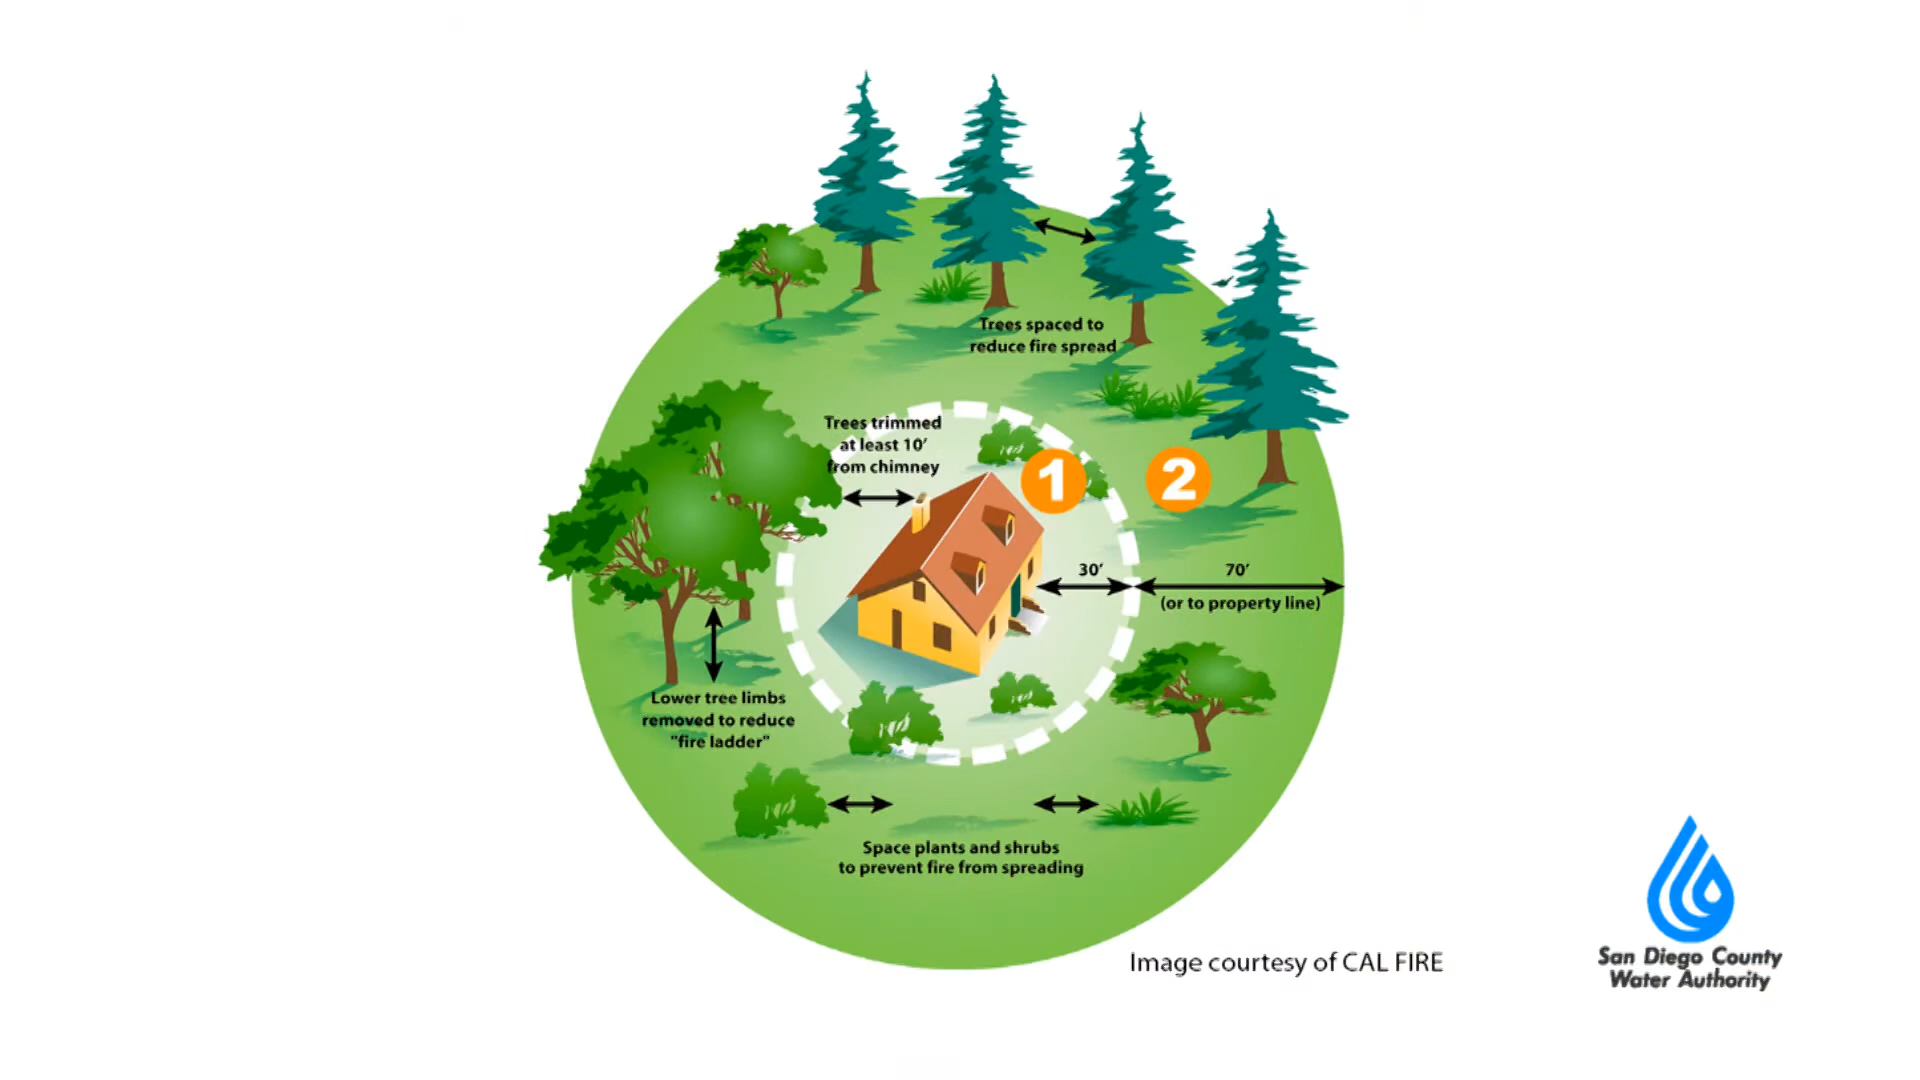 Trees spaced to
reduce fire spread
Trees trimmed
at least 10'
from chimney
1
2
30'
70'
(or to property line)
Lower tree limbs
removed to reduce
"fire ladder"
Space plants and shrubs
to prevent fire from spreading
Image courtesy of CAL FIRE
San Diego County
Water Authority